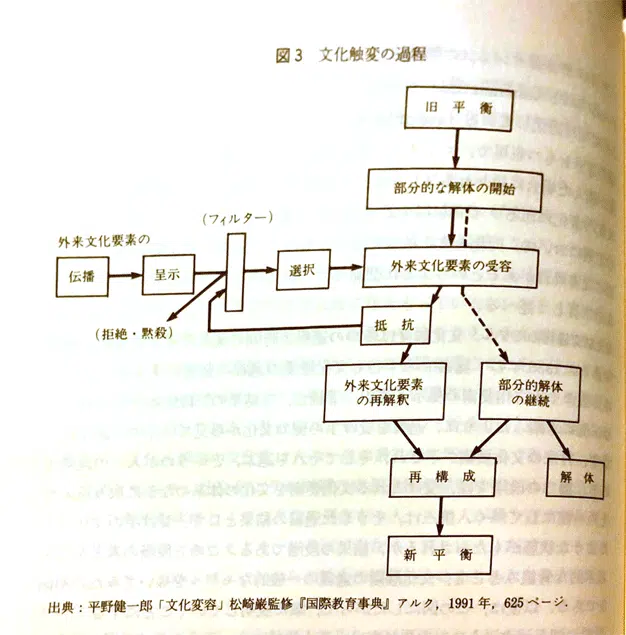 図3 文化触変の過程
旧平衡
部分的な解体の開始
(フィルター)
外来文化要素の
伝播
呈示
選択
外来文化要素の受容
(拒絶・黙殺)
抵抗
外来文化要素
の再解釈
部分的解体
の継続
再構成
解体
新平衡
出典:平野健一郎「文化変容」松崎巌監修『国際教育事典』アルク,1991年,625ページ.